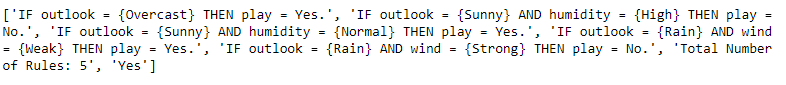 ['IF outlook = {Overcast} THEN play = Yes.', 'IF outlook = {Sunny} AND humidity = {High} THEN play =
No.', 'IF outlook = {Sunny} AND humidity = {Normal} THEN play = Yes.', 'IF outlook = {Rain} AND wind
= {Weak} THEN play = Yes.', 'IF outlook = {Rain} AND wind = {Strong} THEN play = No.', 'Total Number
of Rules: 5', 'Yes']